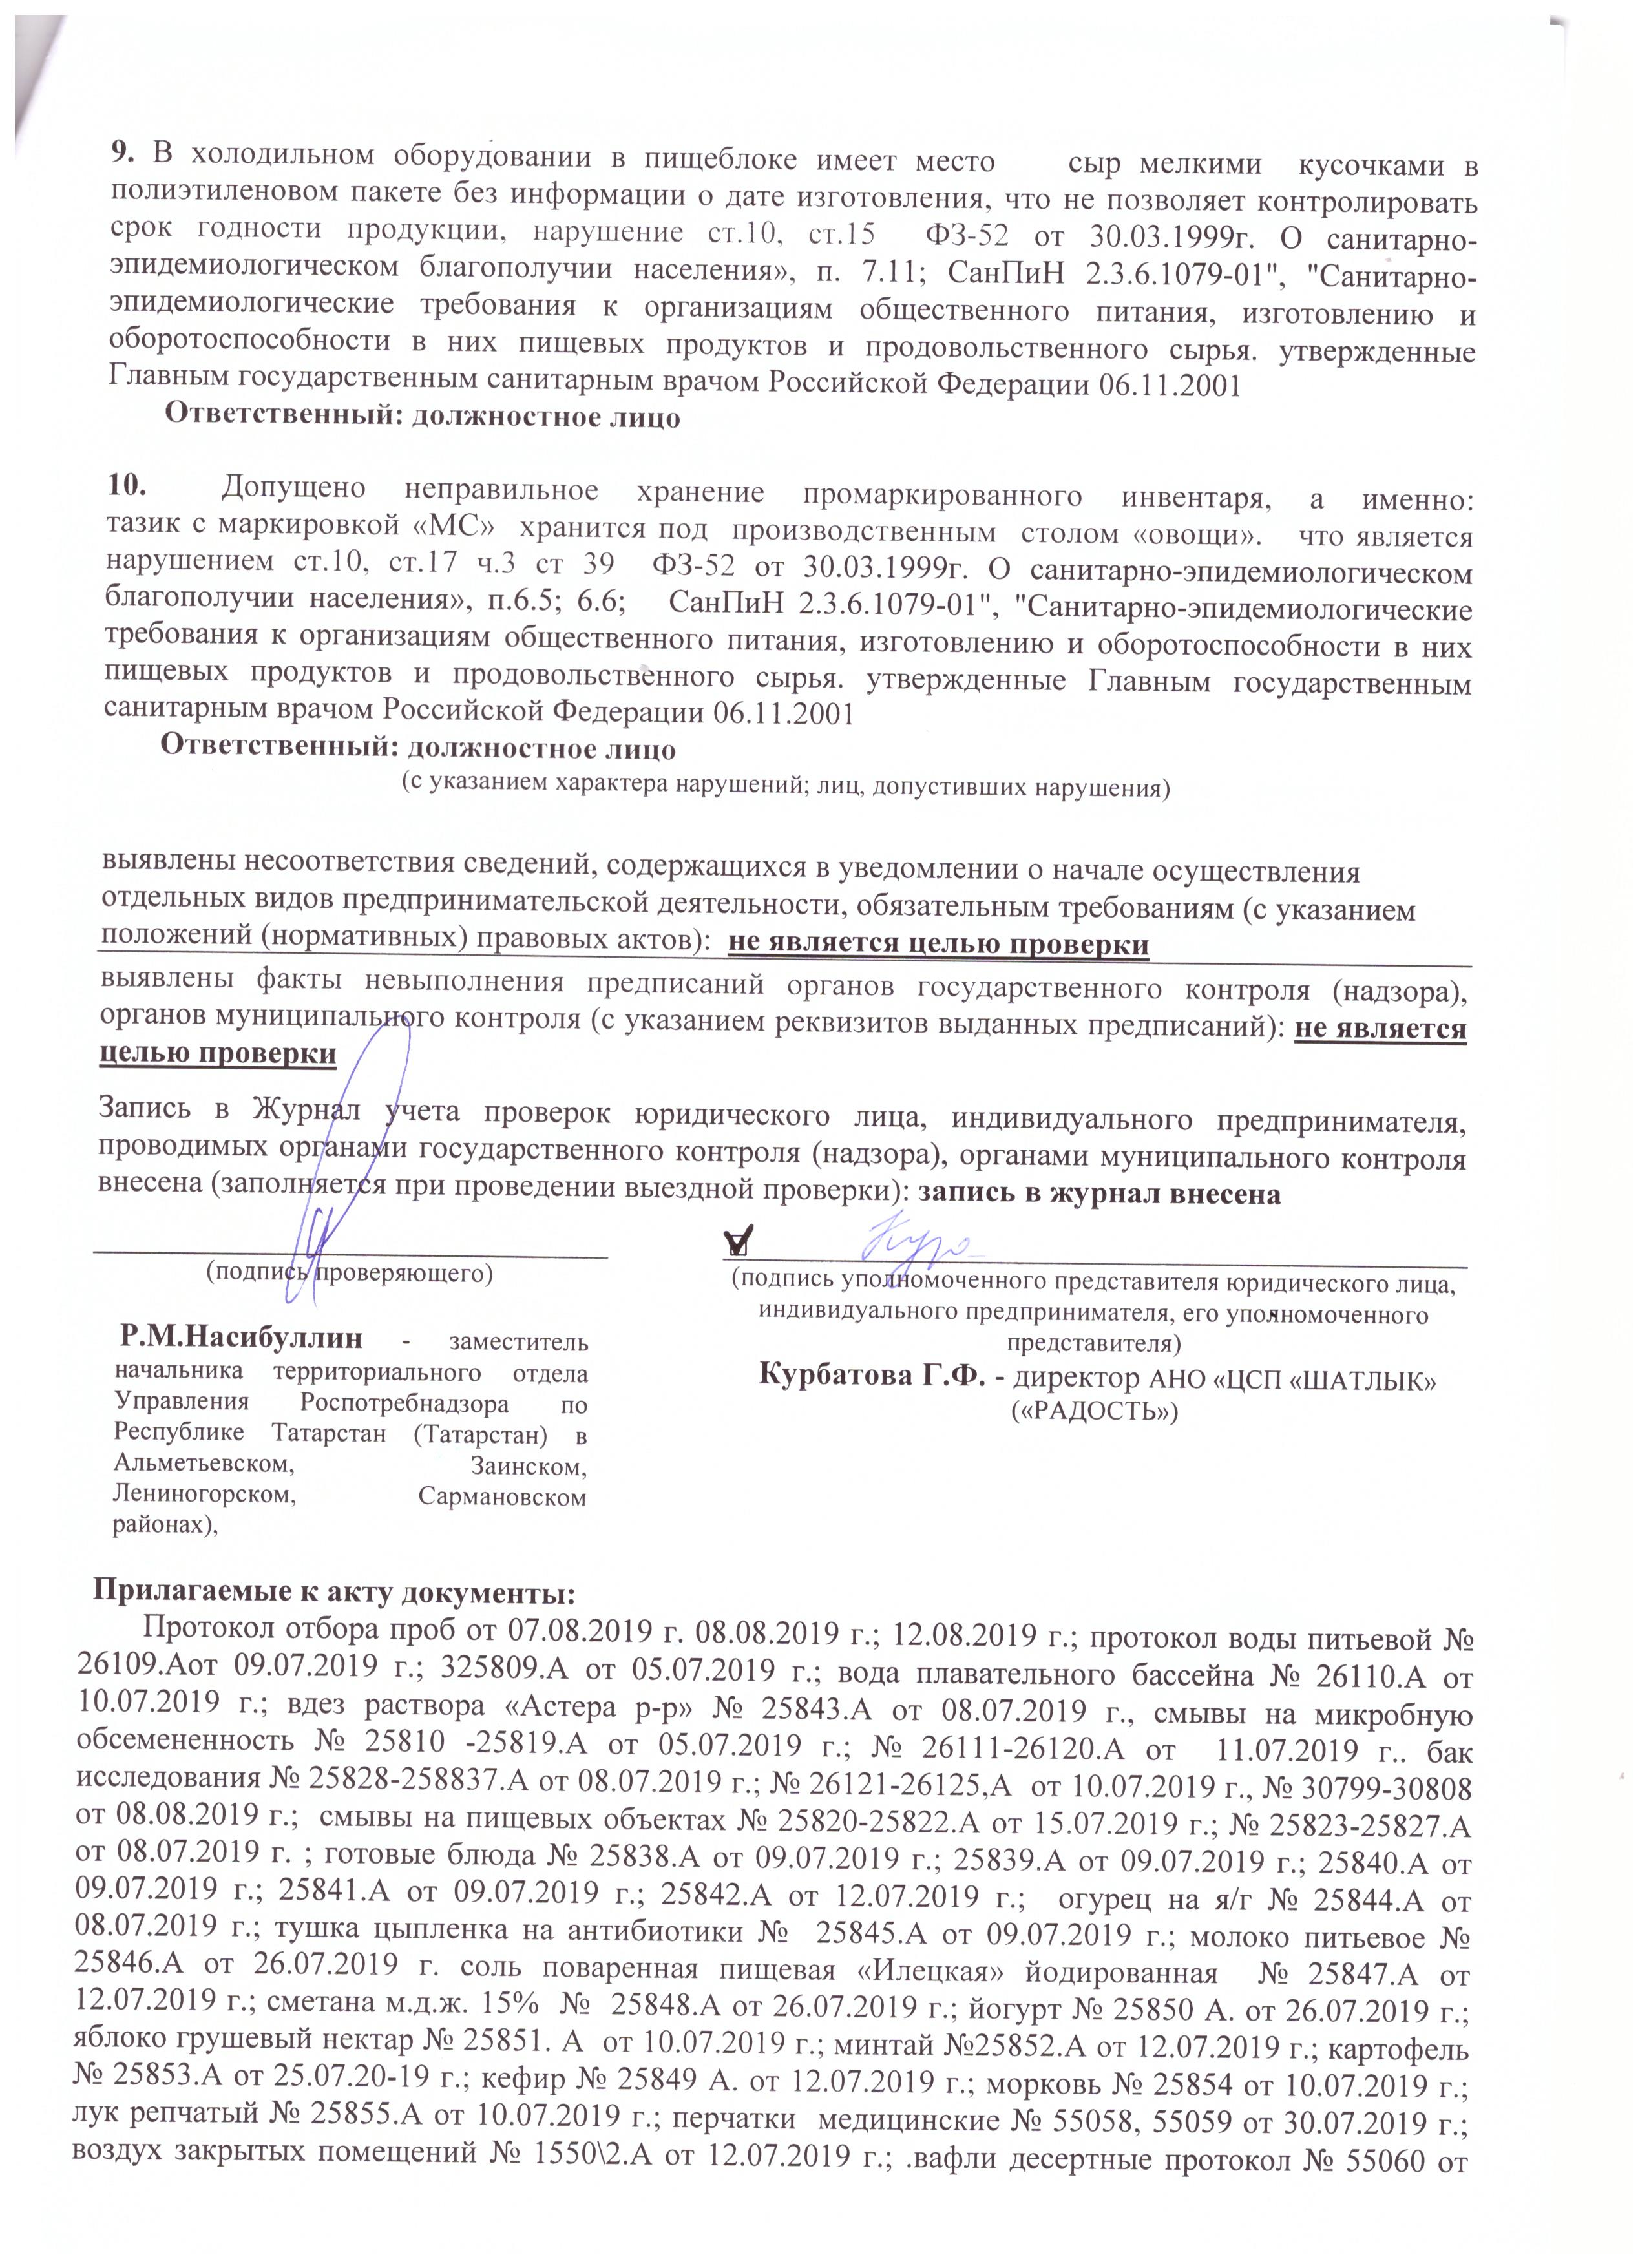 9. В холодильном оборудовании в пищеблоке имеет место сыр мелкими кусочками в
полиэтиленовом пакете без информации о дате изготовления, что не позволяет контролировать
срок годности продукции, нарушение ст.10, ст.15 ФЗ-52 от 30.03.1999г. О санитарно-
эпидемиологическом благополучии населения», п. 7.11; СанПиН 2.3.6.1079-01", "Санитарно-
эпидемиологические требования к организациям общественного питания, изготовлению и
оборотоспособности в них пищевых продуктов и продовольственного сырья. утвержденные
Главным государственным санитарным врачом Российской Федерации 06.11.2001
Ответственный: должностное лицо
10. Допущено неправильное хранение промаркированного инвентаря, а именно:
тазик с маркировкой «МС» хранится под производственным столом «овощи». что является
нарушением ст.10, ст.17 ч.3 ст 39 ФЗ-52 от 30.03.1999г. О санитарно-эпидемиологическом
благополучии населения», п.6.5; 6.6; СанПиН 2.3.6.1079-01", "Санитарно-эпидемиологические
требования к организациям общественного питания, изготовлению и оборотоспособности в них
пищевых продуктов и продовольственного сырья. утвержденные Главным государственным
санитарным врачом Российской Федерации 06.11.2001
Ответственный: должностное лицо
(с указанием характера нарушений; лиц, допустивших нарушения)
выявлены несоответствия сведений, содержащихся в уведомлении о начале осуществления
отдельных видов предпринимательской деятельности, обязательным требованиям (с указанием
положений (нормативных) правовых актов): не является целью проверки
выявлены факты невыполнения предписаний органов государственного контроля (надзора),
органов муниципального контроля (с указанием реквизитов выданных предписаний): не является
целью проверки
Запись в Журнал учета проверок юридического лица, индивидуального предпринимателя,
проводимых органами государственного контроля (надзора), органами муниципального контроля
внесена (заполняется при проведении выездной проверки): запись в журнал внесена
(подпись проверяющего)
Р.М.Насибуллин - заместитель
начальника территориального отдела
Управления Роспотребнадзора по
Республике Татарстан (Татарстан) в
Альметьевском, Заинском,
Лениногорском, Сармановском
районах),
(подпись уполномоченного представителя юридического лица,
индивидуального предпринимателя, его уполномоченного
представителя)
Курбатова Г.Ф. - директор АНО «ЦСП «ШАТЛЫК»
(«РАДОСТЬ»)
Прилагаемые к акту документы:
Протокол отбора проб от 07.08.2019 г. 08.08.2019 г.; 12.08.2019 г.; протокол воды питьевой №
26109.Аот 09.07.2019 г.; 325809.А от 05.07.2019 г.; вода плавательного бассейна № 26110.А от
10.07.2019 г.; вдез раствора «Астера р-р» № 25843.А от 08.07.2019 г., смывы на микробную
обсемененность № 25810 -25819.А от 05.07.2019 г.; № 26111-26120.А от 11.07.2019 г.. бак
исследования № 25828-258837.А от 08.07.2019 г.; № 26121-26125,А от 10.07.2019 г., № 30799-30808
от 08.08.2019 г.; смывы на пищевых объектах № 25820-25822.А от 15.07.2019 г.; № 25823-25827.А
от 08.07.2019 г. ; готовые блюда № 25838.А от 09.07.2019 г.; 25839.А от 09.07.2019 г.; 25840.А от
09.07.2019 г.; 25841.А от 09.07.2019 г.; 25842.А от 12.07.2019 г.; огурец на я/г № 25844.А от
08.07.2019 г.; тушка цыпленка на антибиотики № 25845.А от 09.07.2019 г.; молоко питьевое №
25846.А от 26.07.2019 г. соль поваренная пищевая «Илецкая» йодированная № 25847.А от
12.07.2019 г.; сметана м.д.ж. 15% № 25848.А от 26.07.2019 г.; йогурт № 25850 А. от 26.07.2019 г.;
яблоко грушевый нектар № 25851. А от 10.07.2019 г.; минтай №25852.А от 12.07.2019 г.; картофель
№ 25853.А от 25.07.20-19 г.; кефир № 25849 А. от 12.07.2019 г.; морковь № 25854 от 10.07.2019 г.;
лук репчатый № 25855.А от 10.07.2019 г.; перчатки медицинские № 55058, 55059 от 30.07.2019 г.;
воздух закрытых помещений № 1550\2.А от 12.07.2019 г.; .вафли десертные протокол № 55060 от